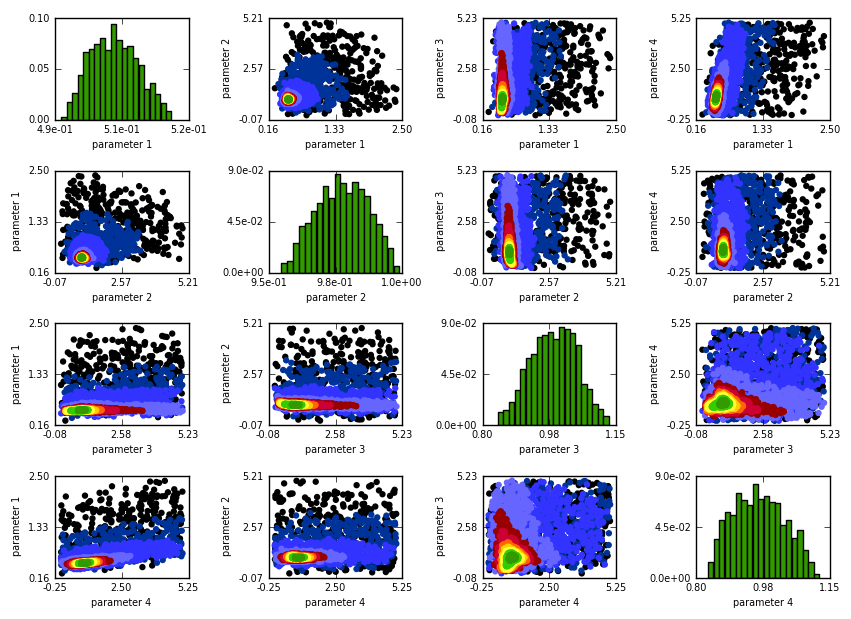 0.10 5.21 5.23 5.25
parameter 2 parameter 3 parameter 4
0.05 2.57 2.58 2.50
0.00 -0.07 -0.08 -0.25
4.9e-01 5.1e-01 5.2e-01 0.16 1.33 2.50 0.16 1.33 2.50 0.16 1.33 2.50
parameter 1 parameter 1 parameter 1 parameter 1
2.50 9.0e-02 5.23 5.25
parameter 1 parameter 3 parameter 4
1.33 4.5e-02 2.58 2.50
0.16 0.0e+00 -0.08 -0.25
-0.07 2.57 5.21 9.5e-01 9.8e-01 1.0e+00 -0.07 2.57 5.21 -0.07 2.57 5.21
parameter 2 parameter 2 parameter 2 parameter 2
2.50 5.21 9.0e-02 5.25
parameter 1 parameter 2 parameter 4
1.33 2.57 4.5e-02 2.50
0.16 -0.07 0.0e+00 -0.25
-0.08 2.58 5.23 -0.08 2.58 5.23 0.80 0.98 1.15 -0.08 2.58 5.23
parameter 3 parameter 3 parameter 3 parameter 3
2.50 5.21 5.23 9.0e-02
parameter 1 parameter 2 parameter 3
1.33 2.57 2.58 4.5e-02
0.16 -0.07 -0.08 0.0e+00
-0.25 2.50 5.25 -0.25 2.50 5.25 -0.25 2.50 5.25 0.80 0.98 1.15
parameter 4 parameter 4 parameter 4 parameter 4